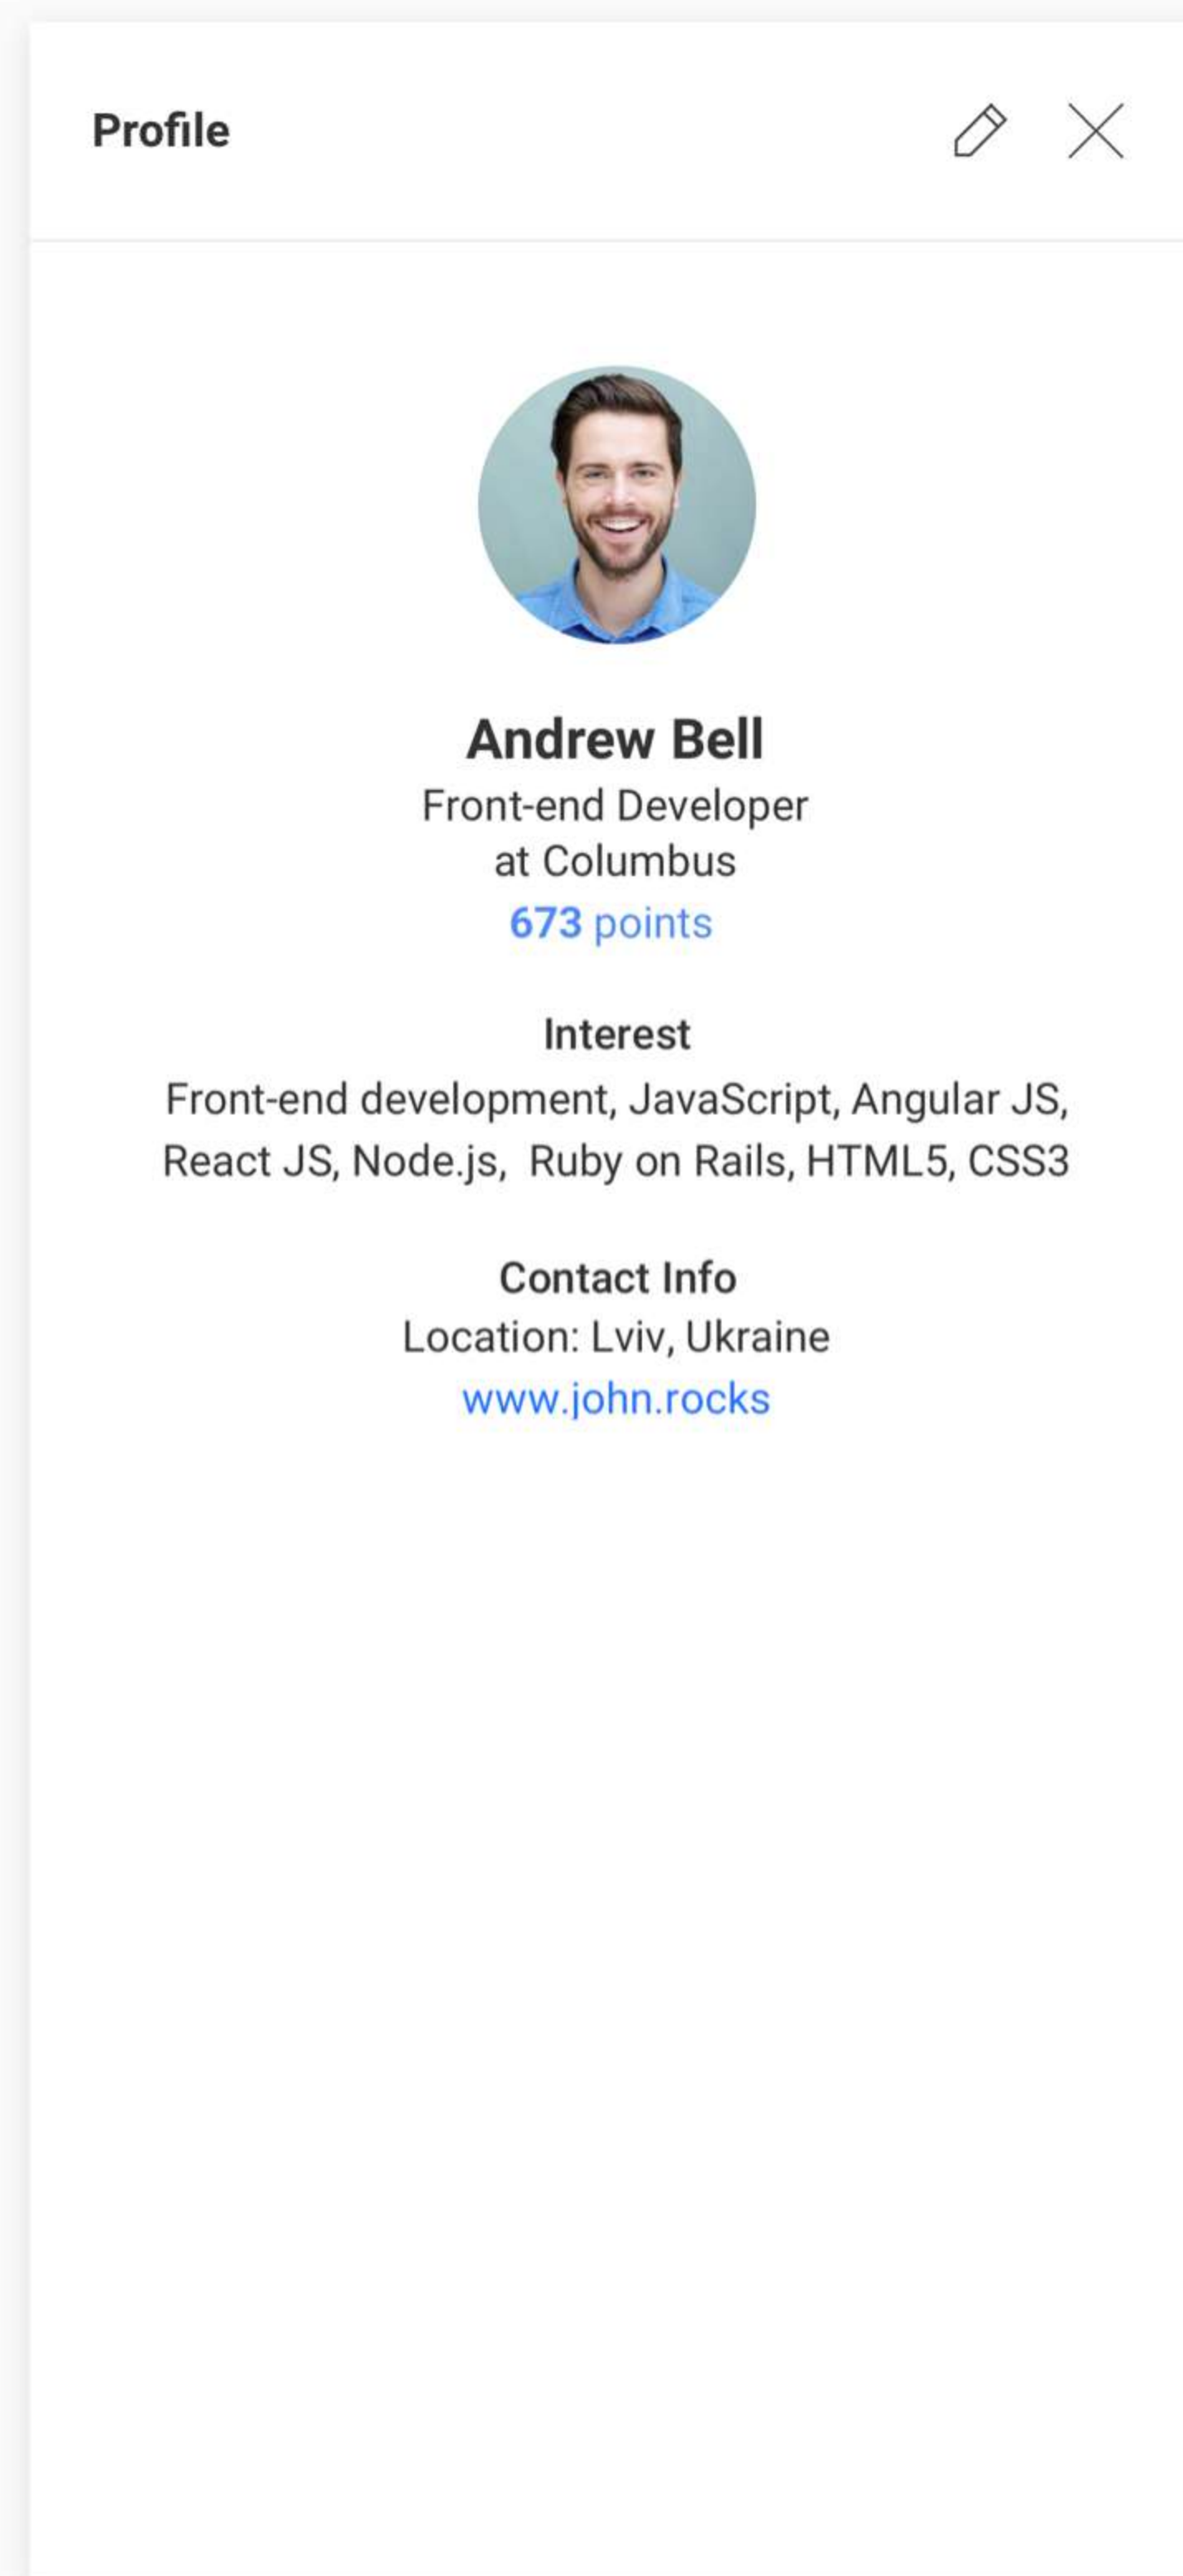 Profile
Andrew Bell
Front-end Developer
at Columbus
673 points
Interest
Front-end development, JavaScript, Angular JS,
React JS, Node.js,  Ruby on Rails, HTML5, CSS3
Contact Info
Location: Lviv, Ukraine
www.john.rocks